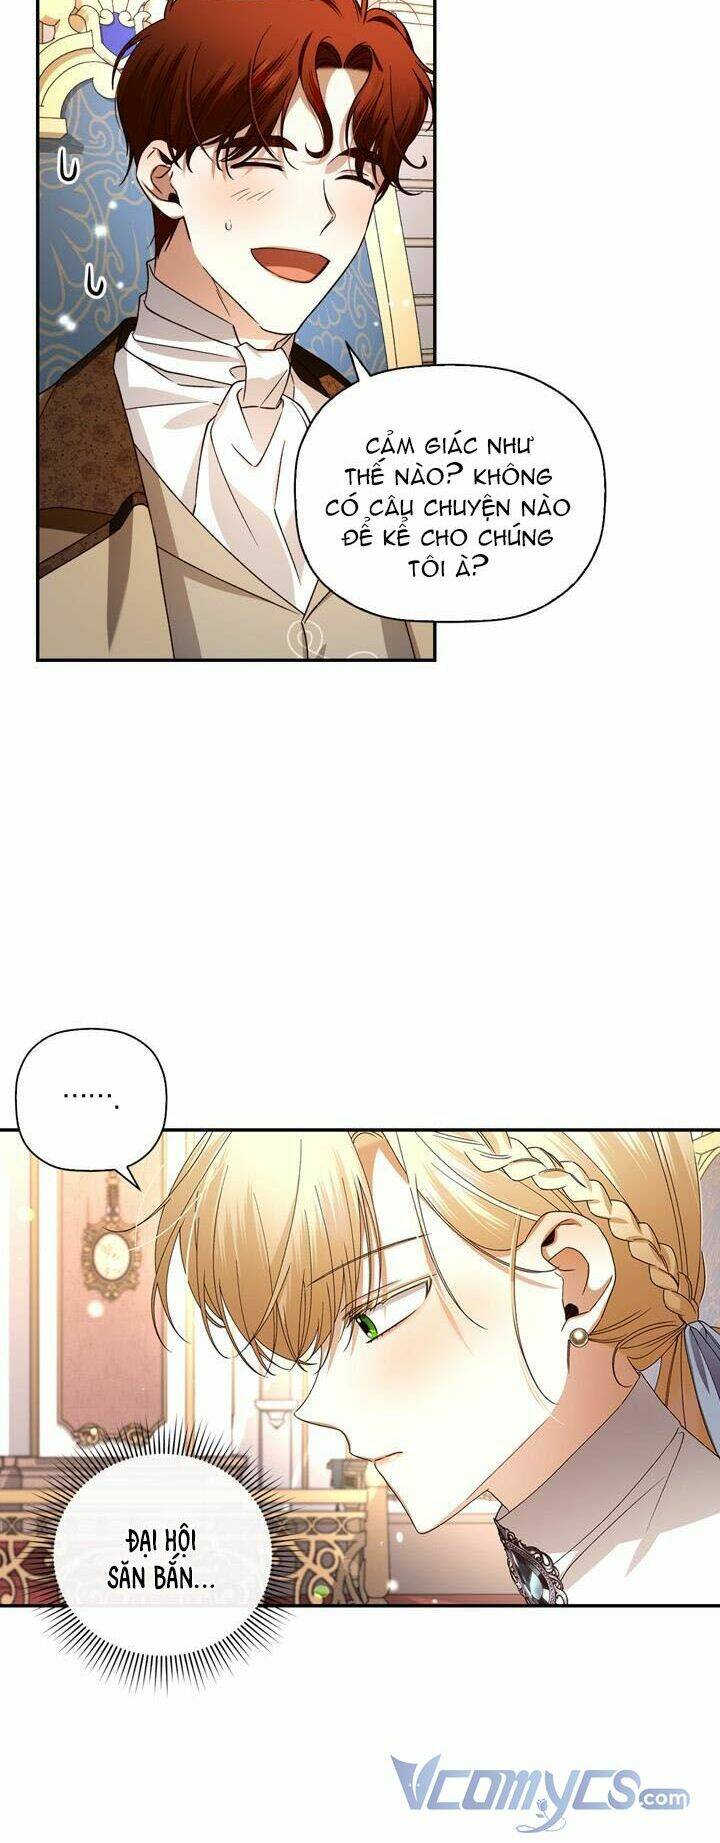 CẢM GIÁC NHƯ
THẾ NÀO? KHÔNG
CÓ CÂU CHUYỆN NÀO
ĐỂ KỂ CHO CHÚNG
TÔI À?
.......
ĐẠI HỘI
SĂN BẮN...
VCOMYCS.com